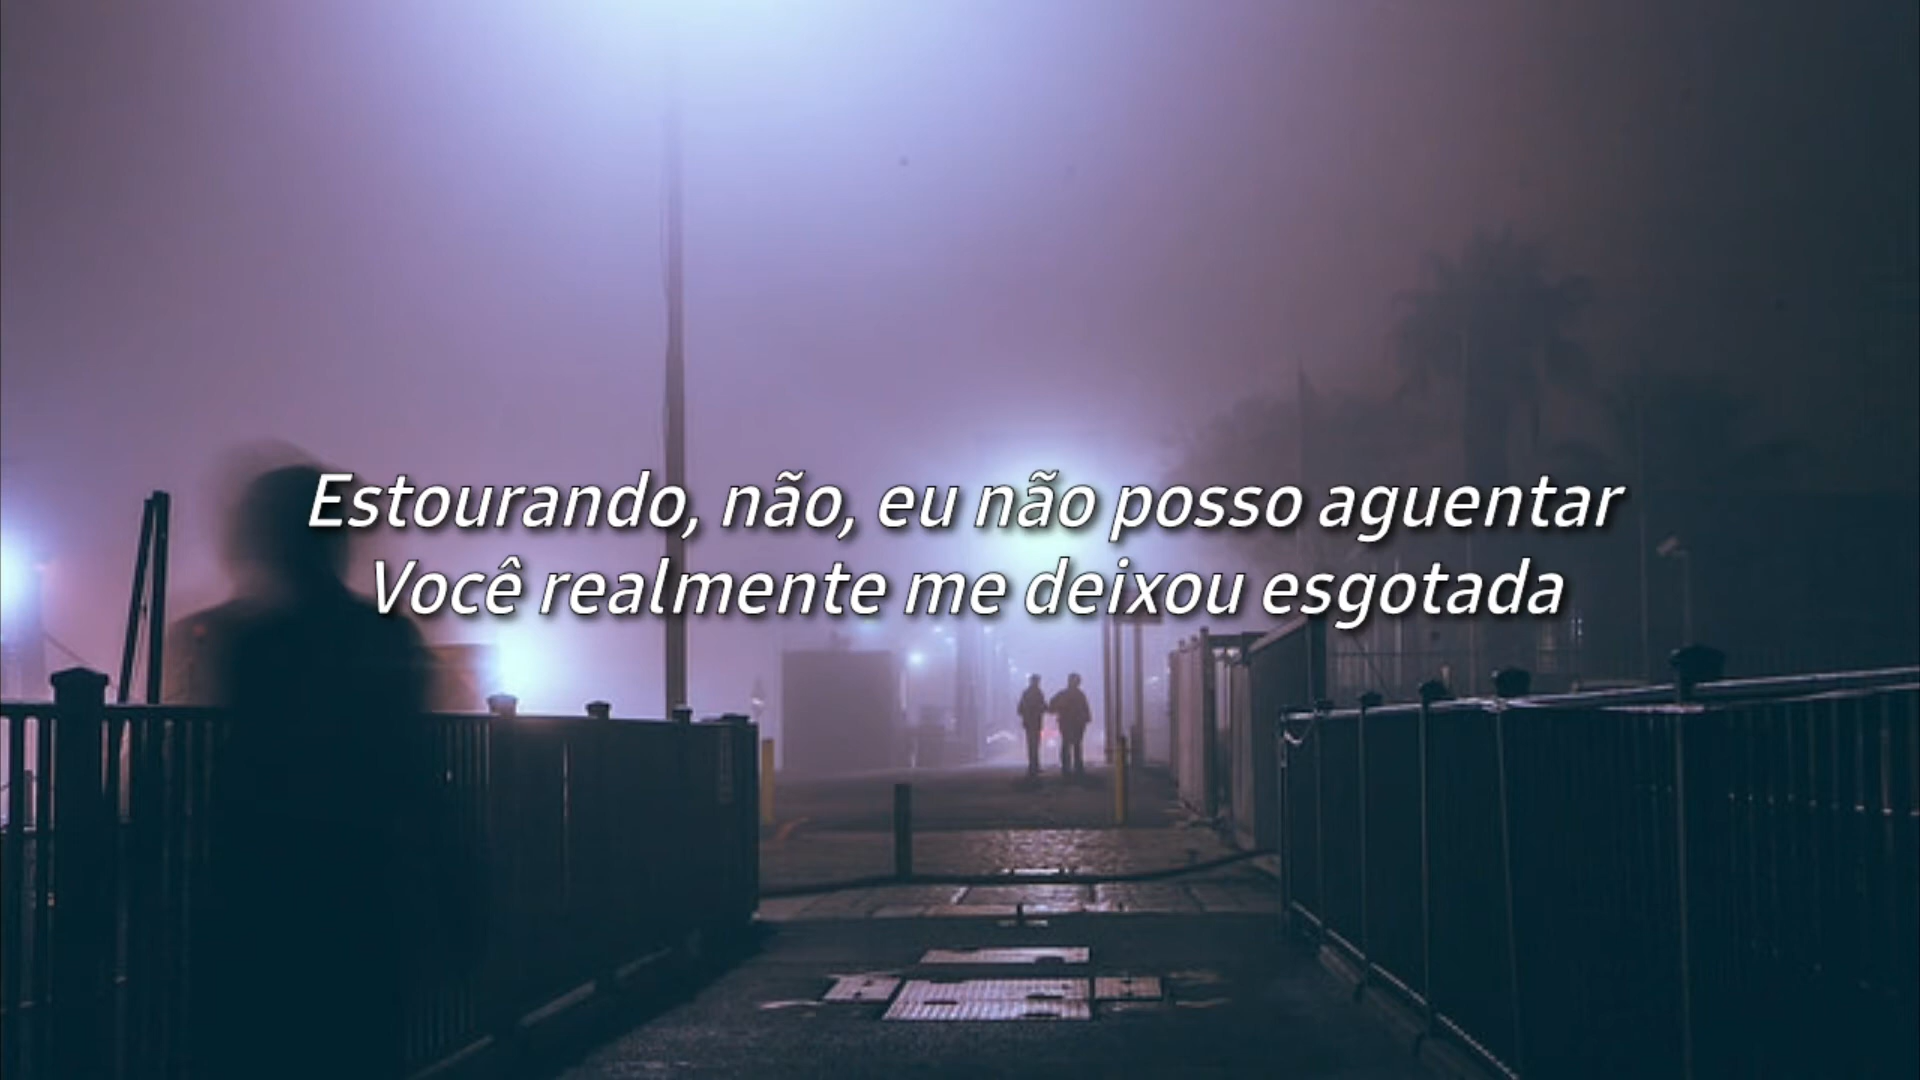 Estourando, não, eu não posso aguentar
Você realmente me deixou esgotada